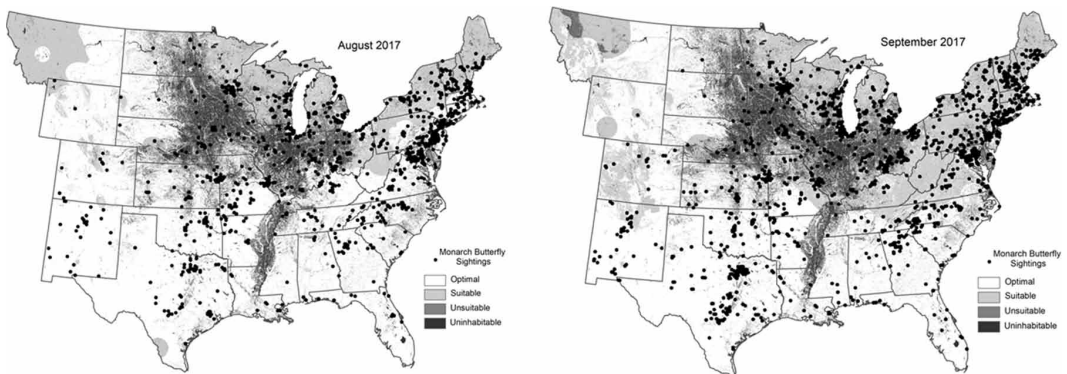 August 2017
Monarch Butterfly
Sightings
Optimal
Suitable
Unsuitable
Uninhabitable
September 2017
Monarch Butterfly
Sightings
Optimal
Suitable
Unsuitable
Uninhabitable